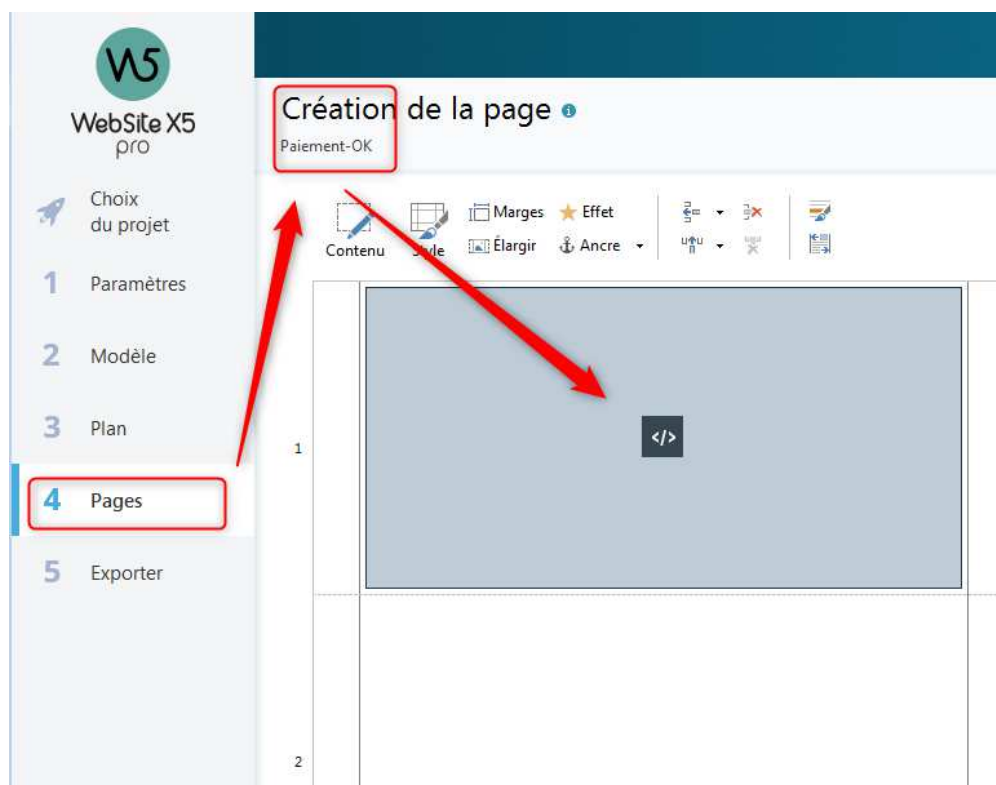 W5
WebSite X5
pro
Création de la page
Paiement-OK
Choix
du projet
1 Paramètres
2 Modèle
3 Plan
4 Pages
5 Exporter
Contenu
Style
Marges
Effet
Élargir
Ancre
</>
1
2